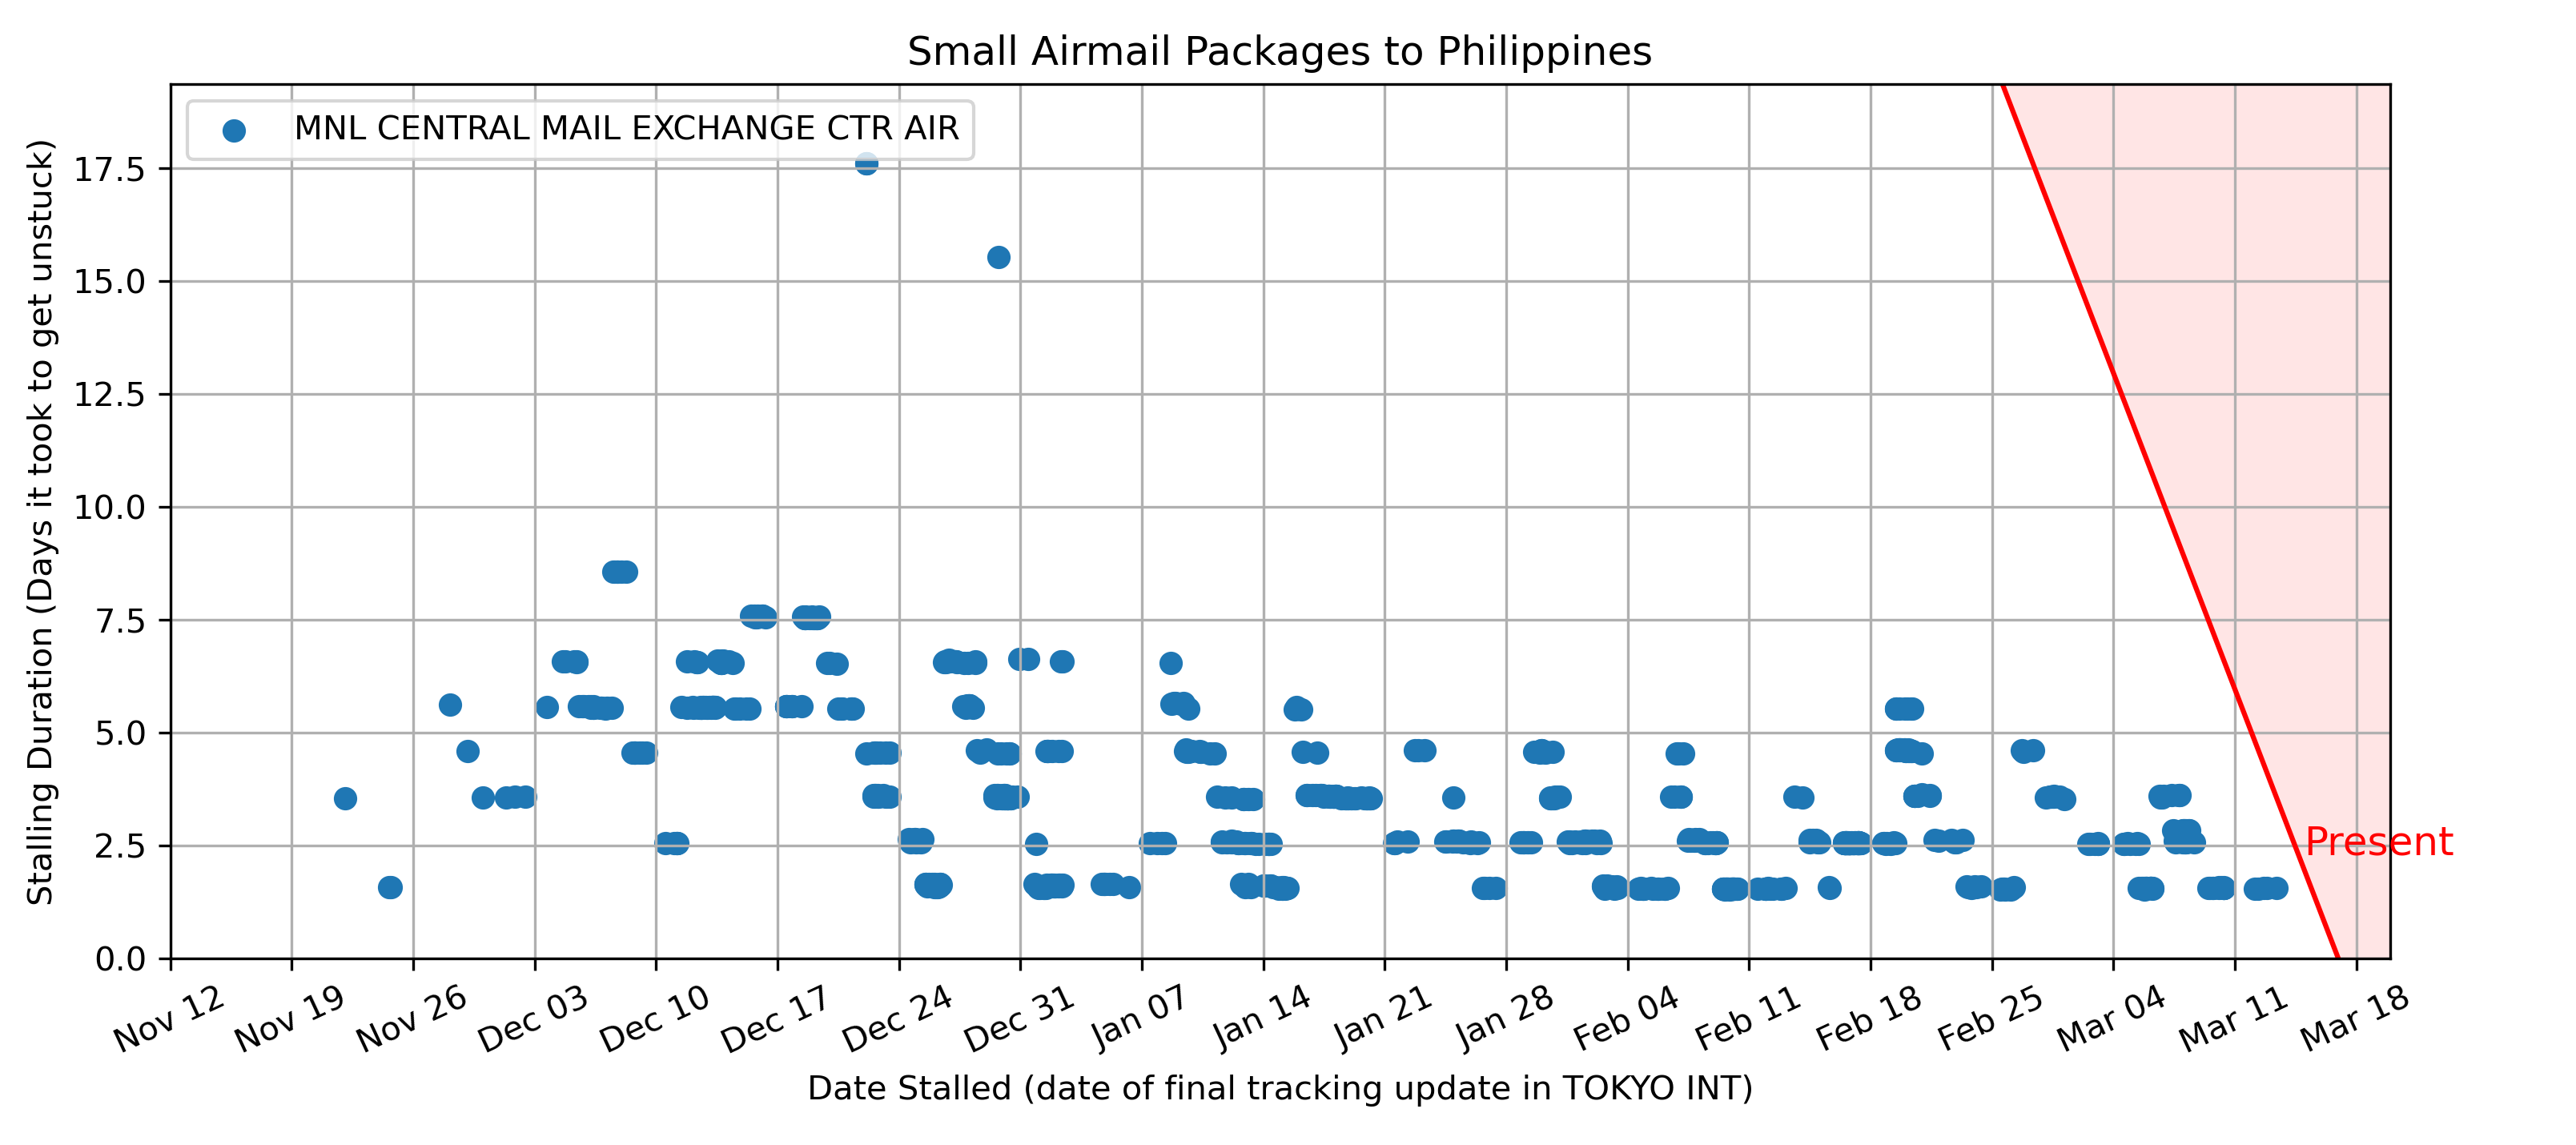 Small Airmail Packages to Philippines
MNL CENTRAL MAIL EXCHANGE CTR AIR
Stalling Duration (Days it took to get unstuck)
17.5
15.0
12.5
10.0
7.5
5.0
2.5
0.0
Present
Nov 12
Nov 19
Nov 26
Dec 03
Dec 10
Dec 17
Dec 24
Dec 31
Jan 07
Jan 14
Jan 21
Jan 28
Feb 04
Feb 11
Feb 18
Feb 25
Mar 04
Mar 11
Mar 18
Date Stalled (date of final tracking update in TOKYO INT)